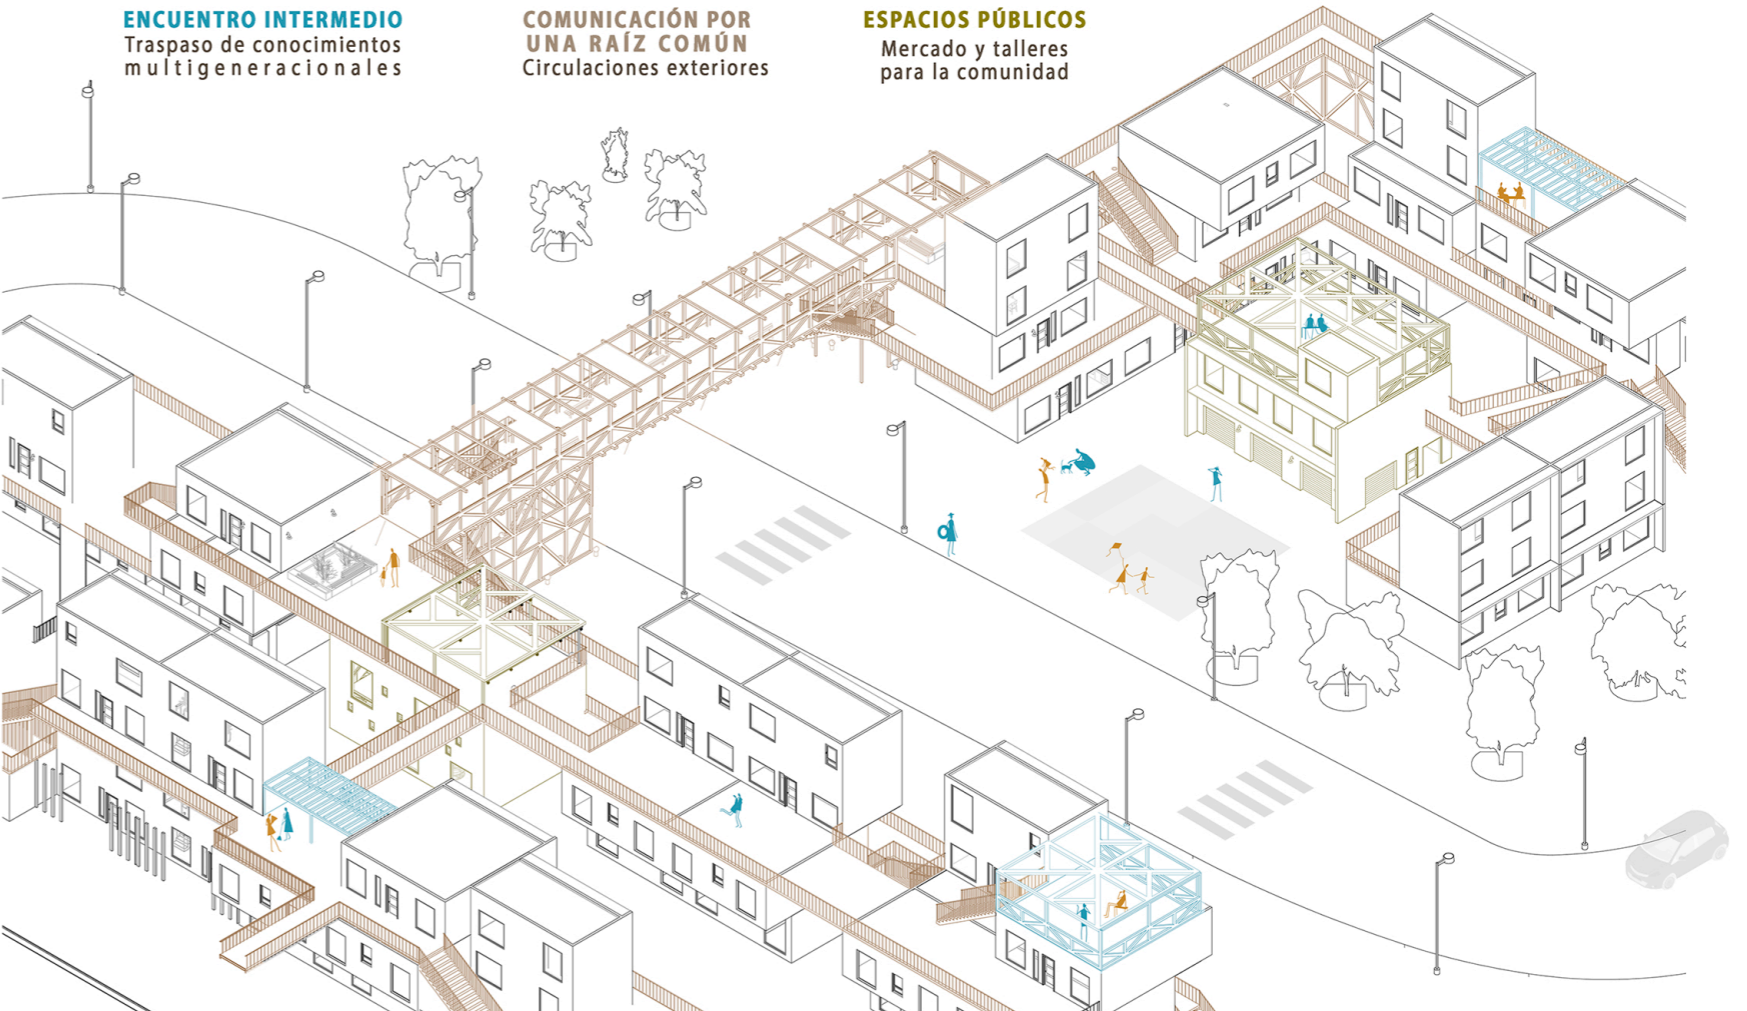 ENCUENTRO INTERMEDIO
Traspaso de conocimientos
multigeneracionales
COMUNICACIÓN POR
UNA RAÍZ COMÚN
Circulaciones exteriores
ESPACIOS PÚBLICOS
Mercado y talleres
para la comunidad